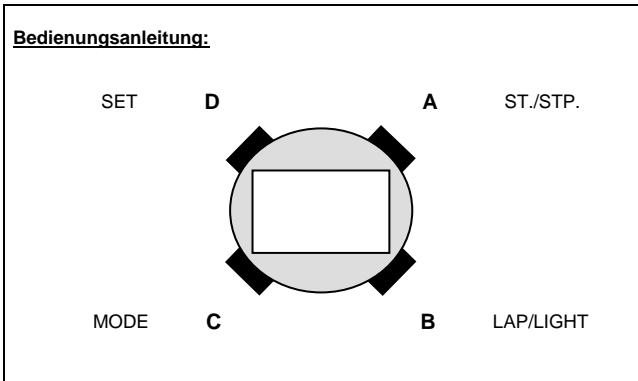 Bedienungsanleitung:
SET D A ST./STP.
MODE C B LAP/LIGHT